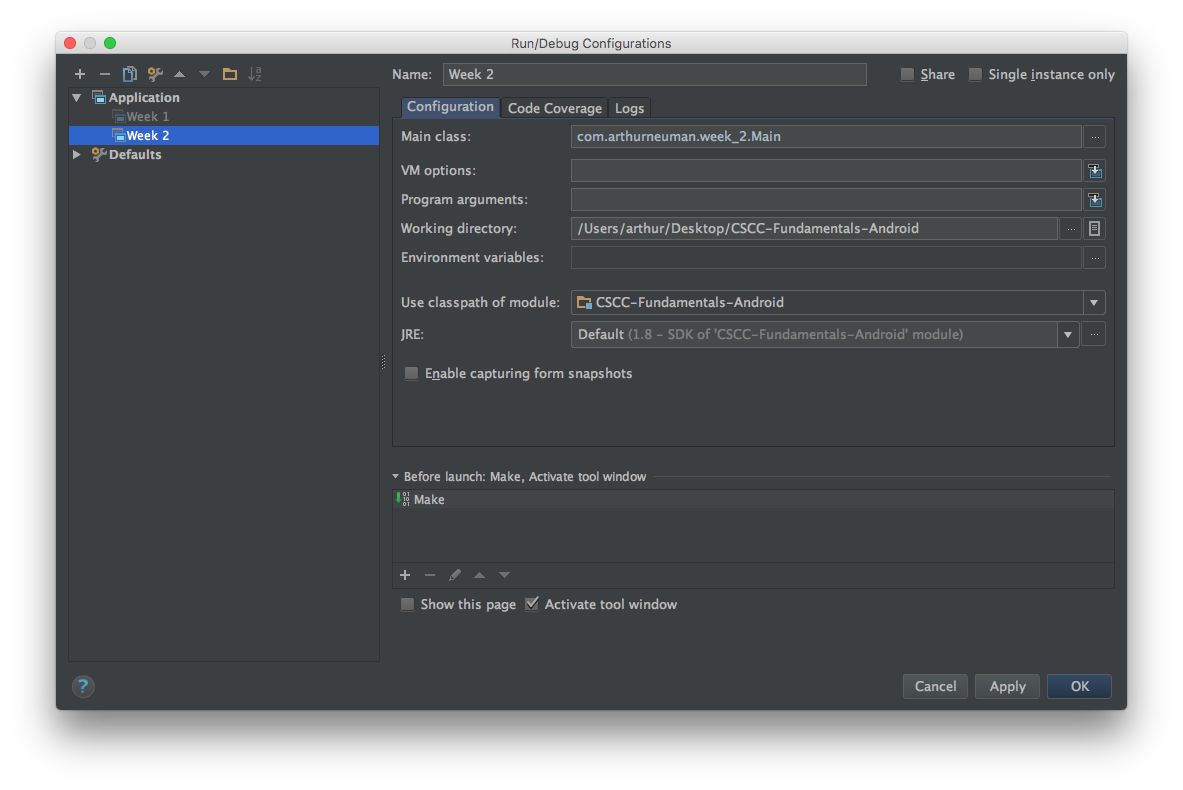 Run/Debug Configurations
Name: Week 2 Share Single instance only
Application
Week 1
Week 2
Defaults
Configuration Code Coverage Logs
Main class: com.arthurneuman.week_2.Main ...
VM options:
Program arguments:
Working directory: /Users/arthur/Desktop/CSCC-Fundamentals-Android ...
Environment variables: ...
Use classpath of module: CSCC-Fundamentals-Android
JRE: Default (1.8 - SDK of 'CSCC-Fundamentals-Android' module) ...
Enable capturing form snapshots
Before launch: Make, Activate tool window
Make
Show this page Activate tool window
? Cancel Apply OK